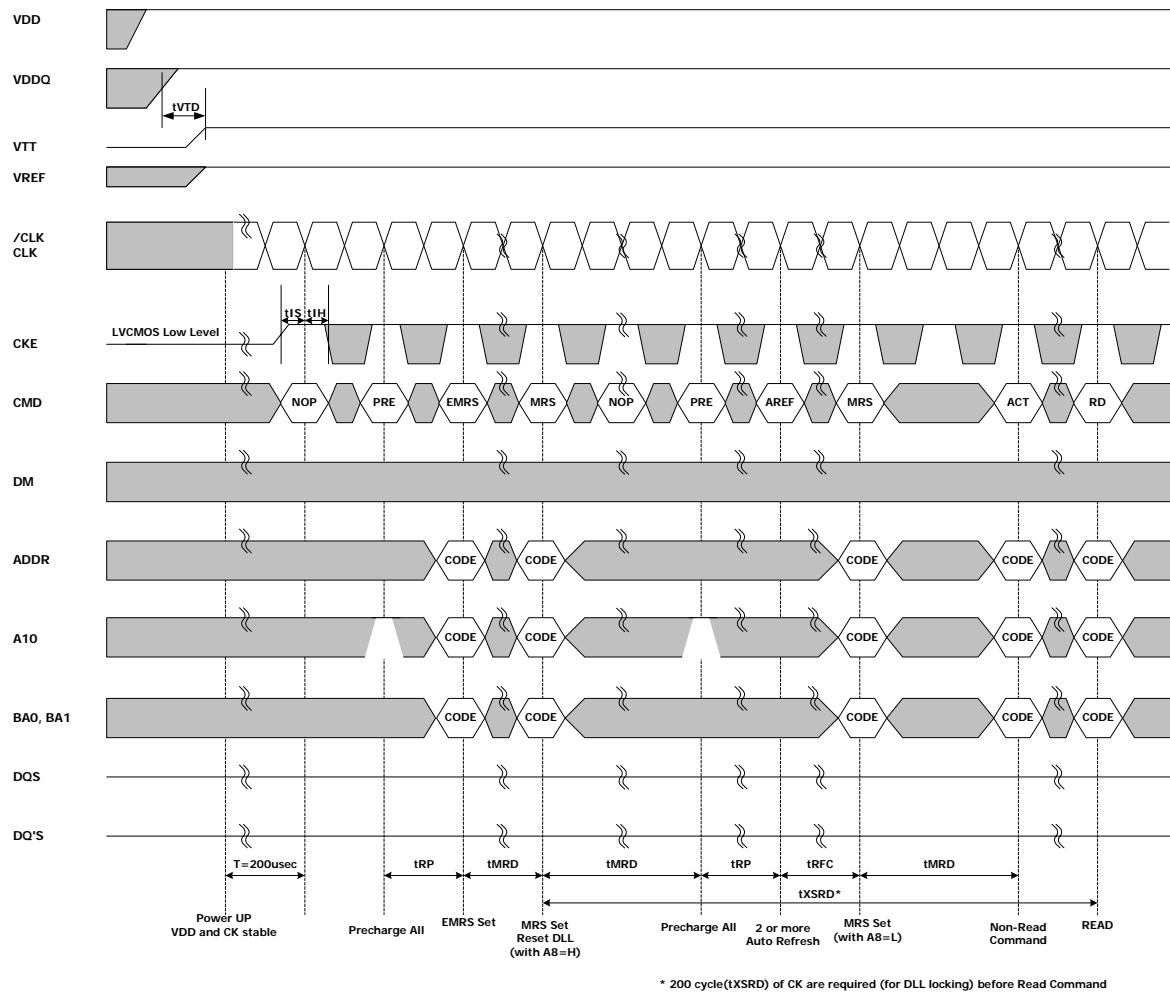 VDD
VDDQ
tVTD
VTT
VREF
/CLK
CLK
tIS tIH
LVCMOS Low Level
CKE
CMD NOP PRE EMRS MRS NOP PRE AREF MRS ACT RD
DM
ADDR CODE CODE CODE CODE CODE
A10 CODE CODE CODE CODE CODE
BA0, BA1 CODE CODE CODE CODE CODE
DQS
DQ'S
T=200usec tRP tMRD tMRD tRP tRFC tMRD
tXSRD*
Power UP
VDD and CK stable
Precharge All
EMRS Set
MRS Set
Reset DLL
(with A8=H)
Precharge All
2 or more
Auto Refresh
MRS Set
(with A8=L)
Non-Read
Command
READ
* 200 cycle(tXSRD) of CK are required (for DLL locking) before Read Command